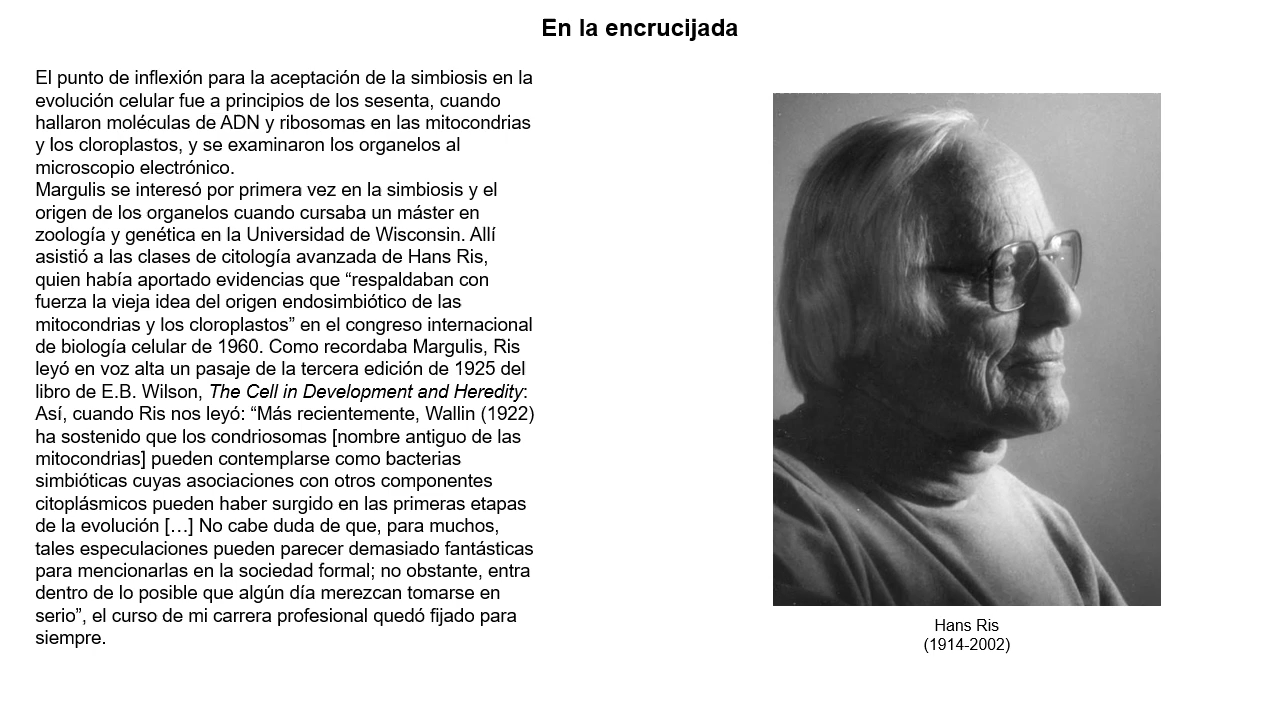 En la encrucijada
El punto de inflexión para la aceptación de la simbiosis en la
evolución celular fue a principios de los sesenta, cuando
hallaron moléculas de ADN y ribosomas en las mitocondrias
y los cloroplastos, y se examinaron los organelos al
microscopio electrónico.
Margulis se interesó por primera vez en la simbiosis y el
origen de los organelos cuando cursaba un máster en
zoología y genética en la Universidad de Wisconsin. Allí
asistió a las clases de citología avanzada de Hans Ris,
quien había aportado evidencias que “respaldaban con
fuerza la vieja idea del origen endosimbiótico de las
mitocondrias y los cloroplastos” en el congreso internacional
de biología celular de 1960. Como recordaba Margulis, Ris
leyó en voz alta un pasaje de la tercera edición de 1925 del
libro de E.B. Wilson, The Cell in Development and Heredity:
Así, cuando Ris nos leyó: “Más recientemente, Wallin (1922)
ha sostenido que los condriosomas [nombre antiguo de las
mitocondrias] pueden contemplarse como bacterias
simbióticas cuyas asociaciones con otros componentes
citoplásmicos pueden haber surgido en las primeras etapas
de la evolución […] No cabe duda de que, para muchos,
tales especulaciones pueden parecer demasiado fantásticas
para mencionarlas en la sociedad formal; no obstante, entra
dentro de lo posible que algún día merezcan tomarse en
serio”, el curso de mi carrera profesional quedó fijado para
siempre.
Hans Ris
(1914-2002)